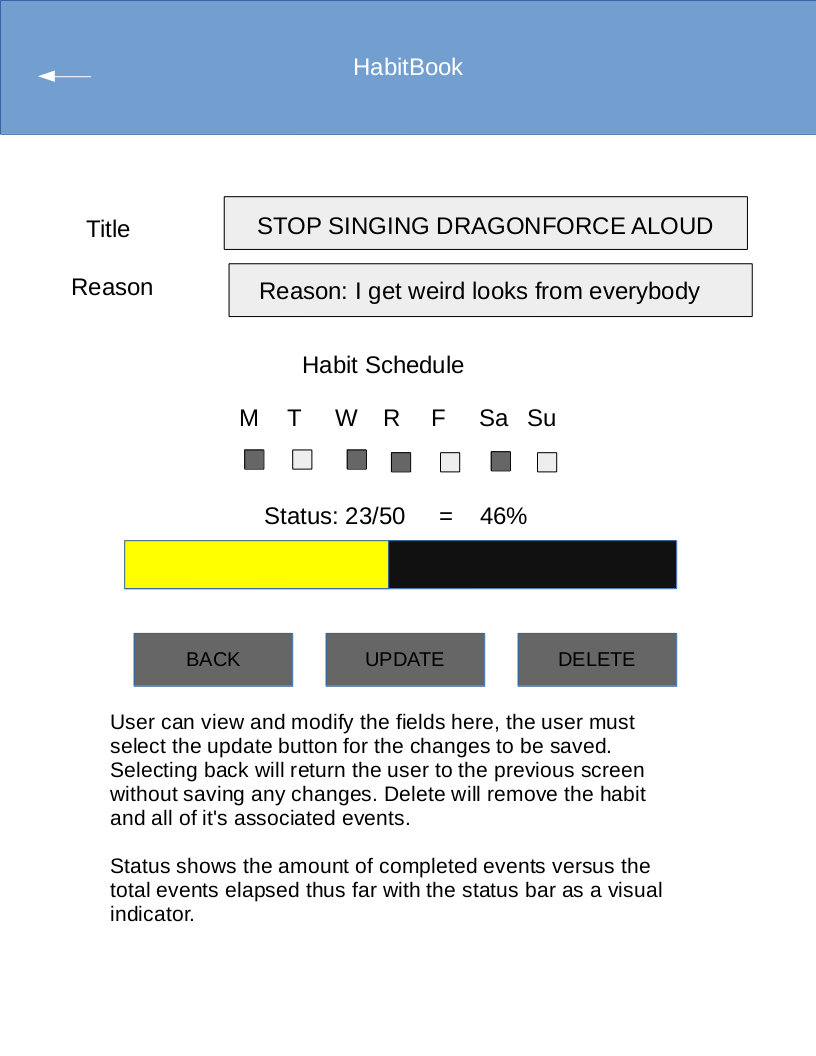 HabitBook
Title
STOP SINGING DRAGONFORCE ALOUD
Reason
Reason: I get weird looks from everybody
Habit Schedule
M T W R F Sa Su
Status: 23/50 = 46%
BACK UPDATE DELETE
User can view and modify the fields here, the user must
select the update button for the changes to be saved.
Selecting back will return the user to the previous screen
without saving any changes. Delete will remove the habit
and all of it's associated events.
Status shows the amount of completed events versus the
total events elapsed thus far with the status bar as a visual
indicator.